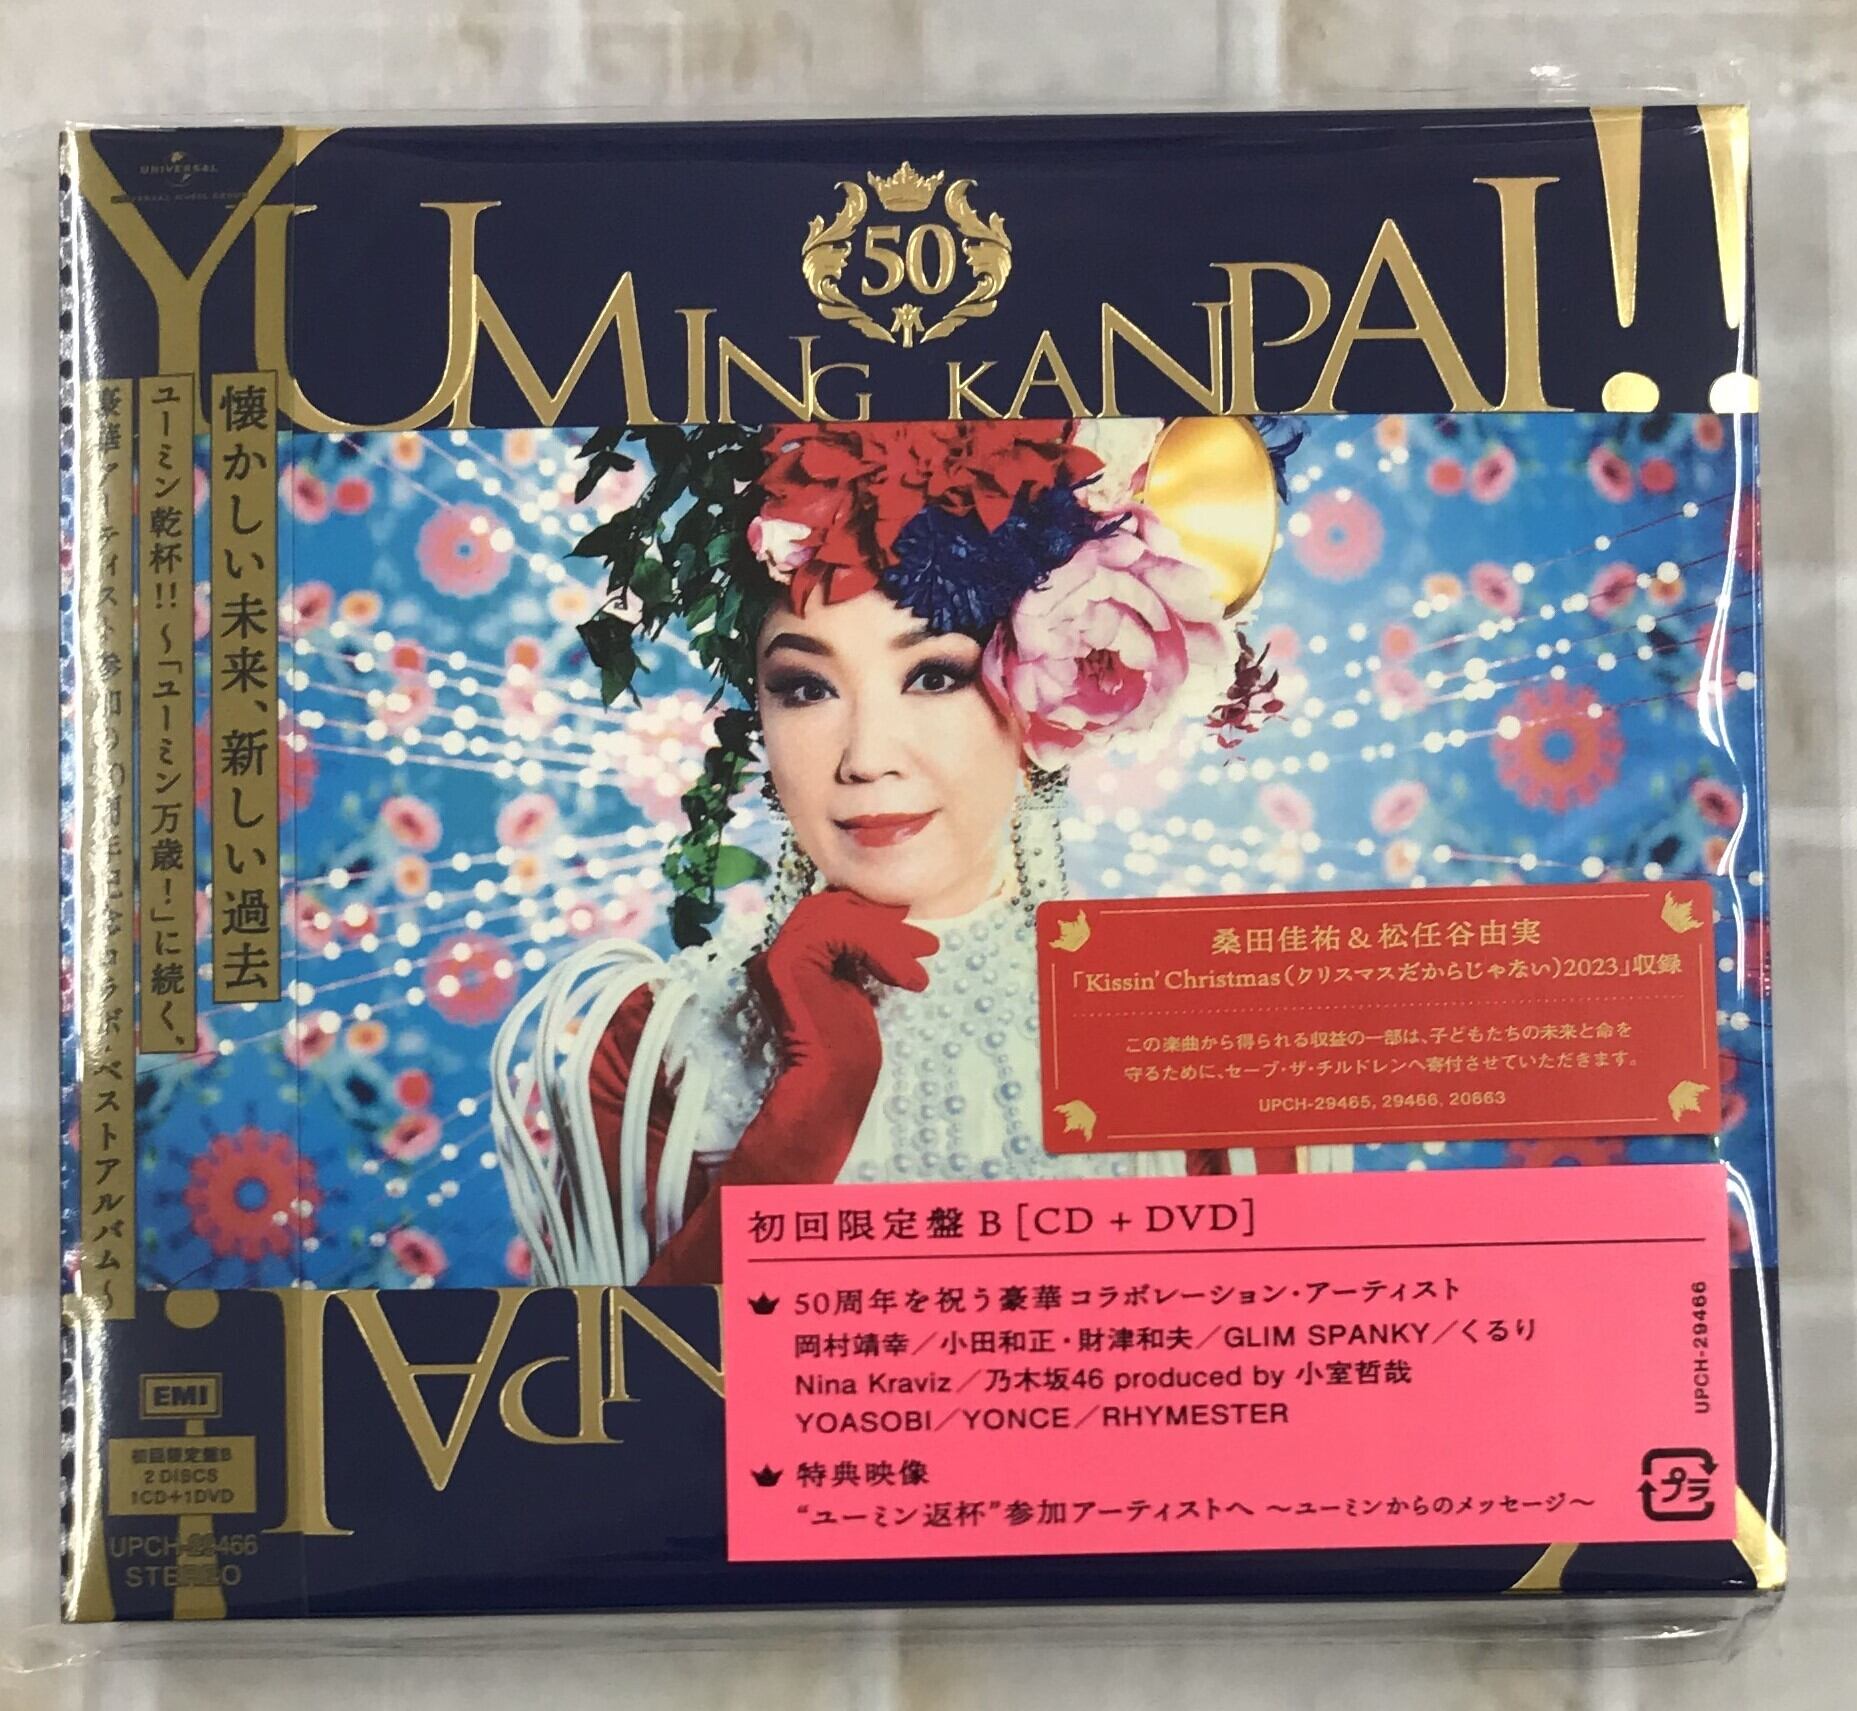 UNIVERSAL
UNIVERSAL MUSIC GROUP
50
YUMING KANPAI!!
懐かしい未来、新しい過去
ユーミン乾杯!!〜「ユーミン万歳!」に続く、
豪華アーティスト参加の50周年記念コラボ・ベストアルバム〜
桑田佳祐&松任谷由実
「Kissin' Christmas(クリスマスだからじゃない)2023」収録
この楽曲から得られる収益の一部は、子どもたちの未来と命を
守るために、セーブ・ザ・チルドレンへ寄付させていただきます。
UPCH-29465, 29466, 20663
初回限定盤 B [CD + DVD]
50周年を祝う豪華コラボレーション・アーティスト
岡村靖幸/小田和正・財津和夫/GLIM SPANKY/くるり
Nina Kraviz/乃木坂46 produced by 小室哲哉
YOASOBI/YONCE/RHYMESTER
特典映像
“ユーミン返杯”参加アーティストへ 〜ユーミンからのメッセージ〜
UPCH-29466
プラ
EMI
初回限定盤B
2 DISCS
1CD+1DVD
UPCH-29466
STEREO